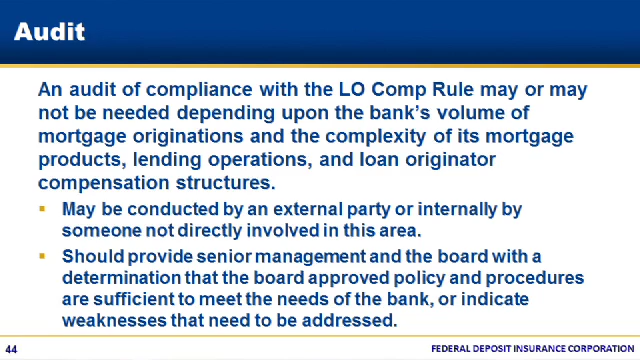 Audit
An audit of compliance with the LO Comp Rule may or may
not be needed depending upon the bank's volume of
mortgage originations and the complexity of its mortgage
products, lending operations, and loan originator
compensation structures.
▪ May be conducted by an external party or internally by
someone not directly involved in this area.
▪ Should provide senior management and the board with a
determination that the board approved policy and procedures
are sufficient to meet the needs of the bank, or indicate
weaknesses that need to be addressed.
44 FEDERAL DEPOSIT INSURANCE CORPORATION